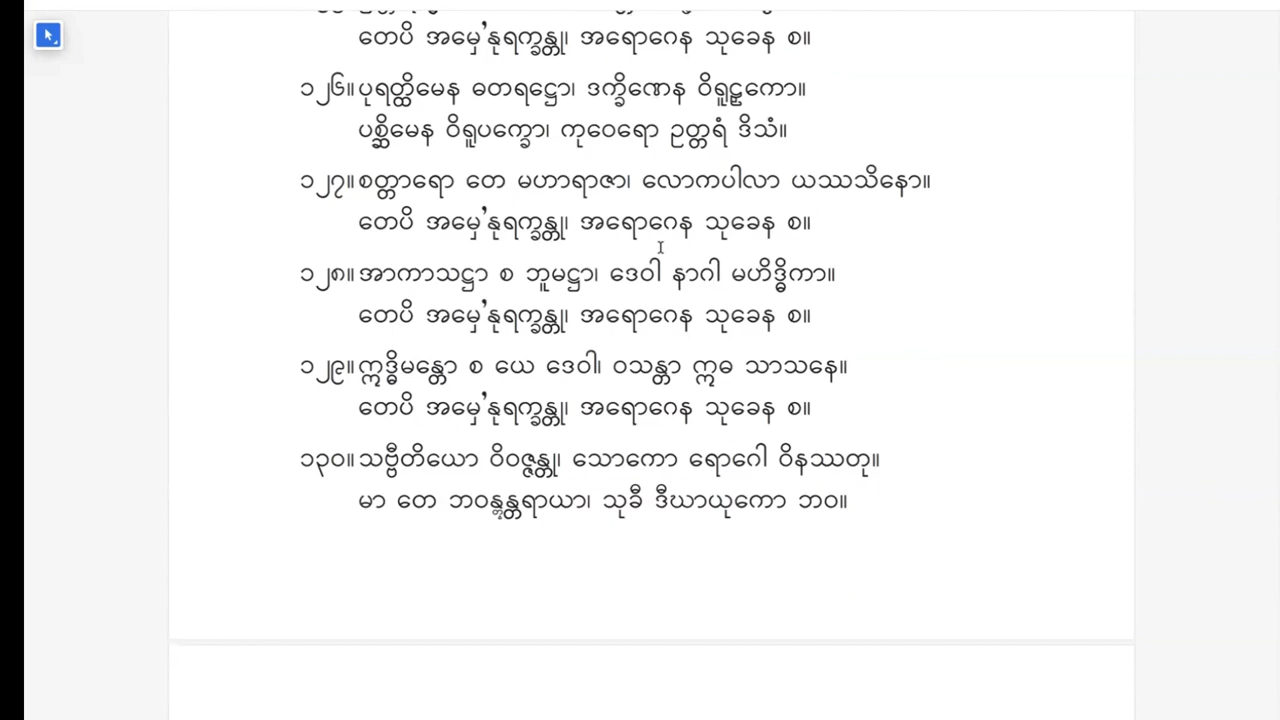 တေပိ အမှေ’နုရက္ခန္တု၊ အရောဂေန သုခေန စ။
၁၂၆။ ပုရတ္ထိမေန ဓတရဋ္ဌော၊ ဒက္ခိဏေန ဝိရူဠှကော။
ပစ္ဆိမေန ဝိရူပက္ခော၊ ကုဝေရော ဥတ္တရံ ဒိသံ။
၁၂၇။ စတ္တာရော တေ မဟာရာဇာ၊ လောကပါလာ ယသဿိနော။
တေပိ အမှေ’နုရက္ခန္တု၊ အရောဂေန သုခေန စ။
၁၂၈။ အာကာသဋ္ဌာ စ ဘူမဋ္ဌာ၊ ဒေဝါ နာဂါ မဟိဒ္ဓိကာ။
တေပိ အမှေ’နုရက္ခန္တု၊ အရောဂေန သုခေန စ။
၁၂၉။ ဣဒ္ဓိမန္တော စ ယေ ဒေဝါ၊ ဝသန္တာ ဣဓ သာသနေ။
တေပိ အမှေ’နုရက္ခန္တု၊ အရောဂေန သုခေန စ။
၁၃၀။ သဗ္ဗီတိယော ဝိဝဇ္ဇန္တု၊ သောကော ရောဂေါ ဝိနဿတု။
မာ တေ ဘဝန္တွန္တရာယာ၊ သုခီ ဒီဃာယုကော ဘဝ။